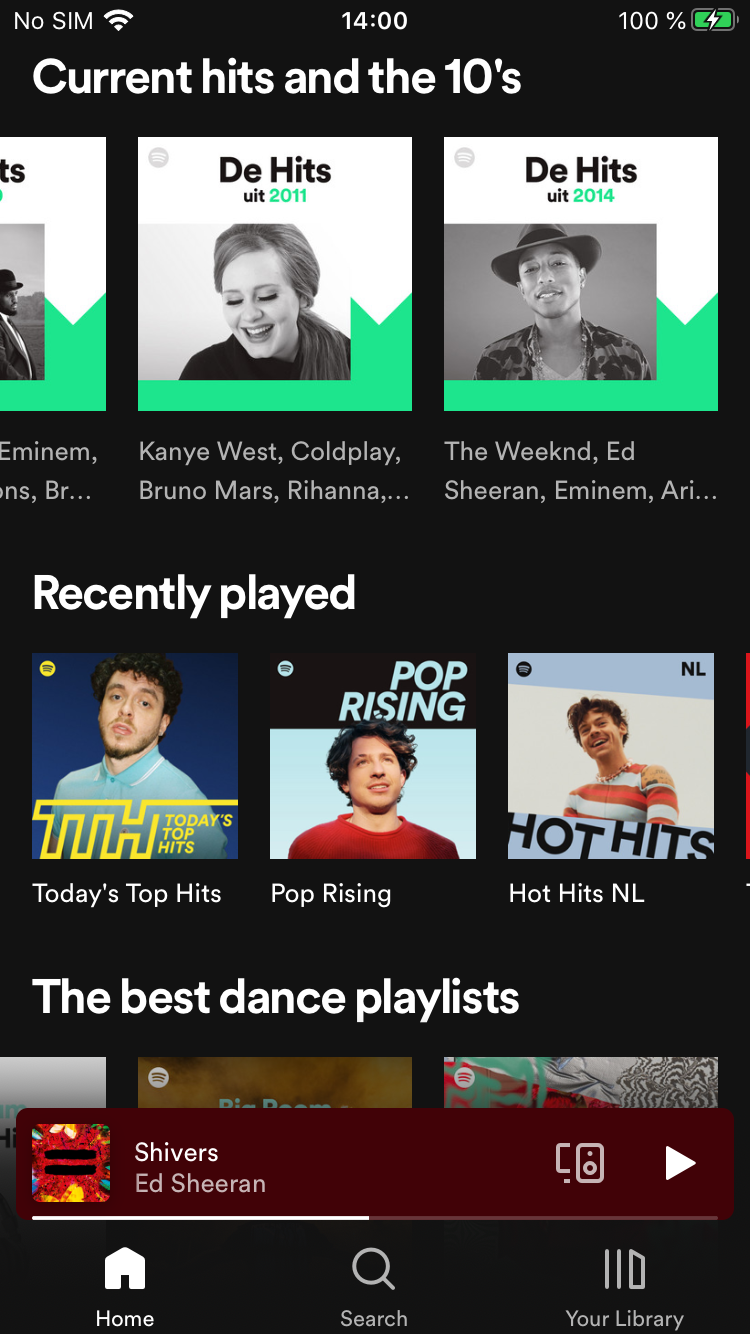 No SIM 14:00 100 %
Current hits and the 10's
ts
De Hits
uit 2011
De Hits
uit 2014
Eminem,
ons, Br...
Kanye West, Coldplay,
Bruno Mars, Rihanna,...
The Weeknd, Ed
Sheeran, Eminem, Ari...
Recently played
TTH TODAY'S
TOP
HITS
POP
RISING
NL
HOT HITS
Today's Top Hits
Pop Rising
Hot Hits NL
The best dance playlists
Big Room
Shivers
Ed Sheeran
Home
Search
Your Library